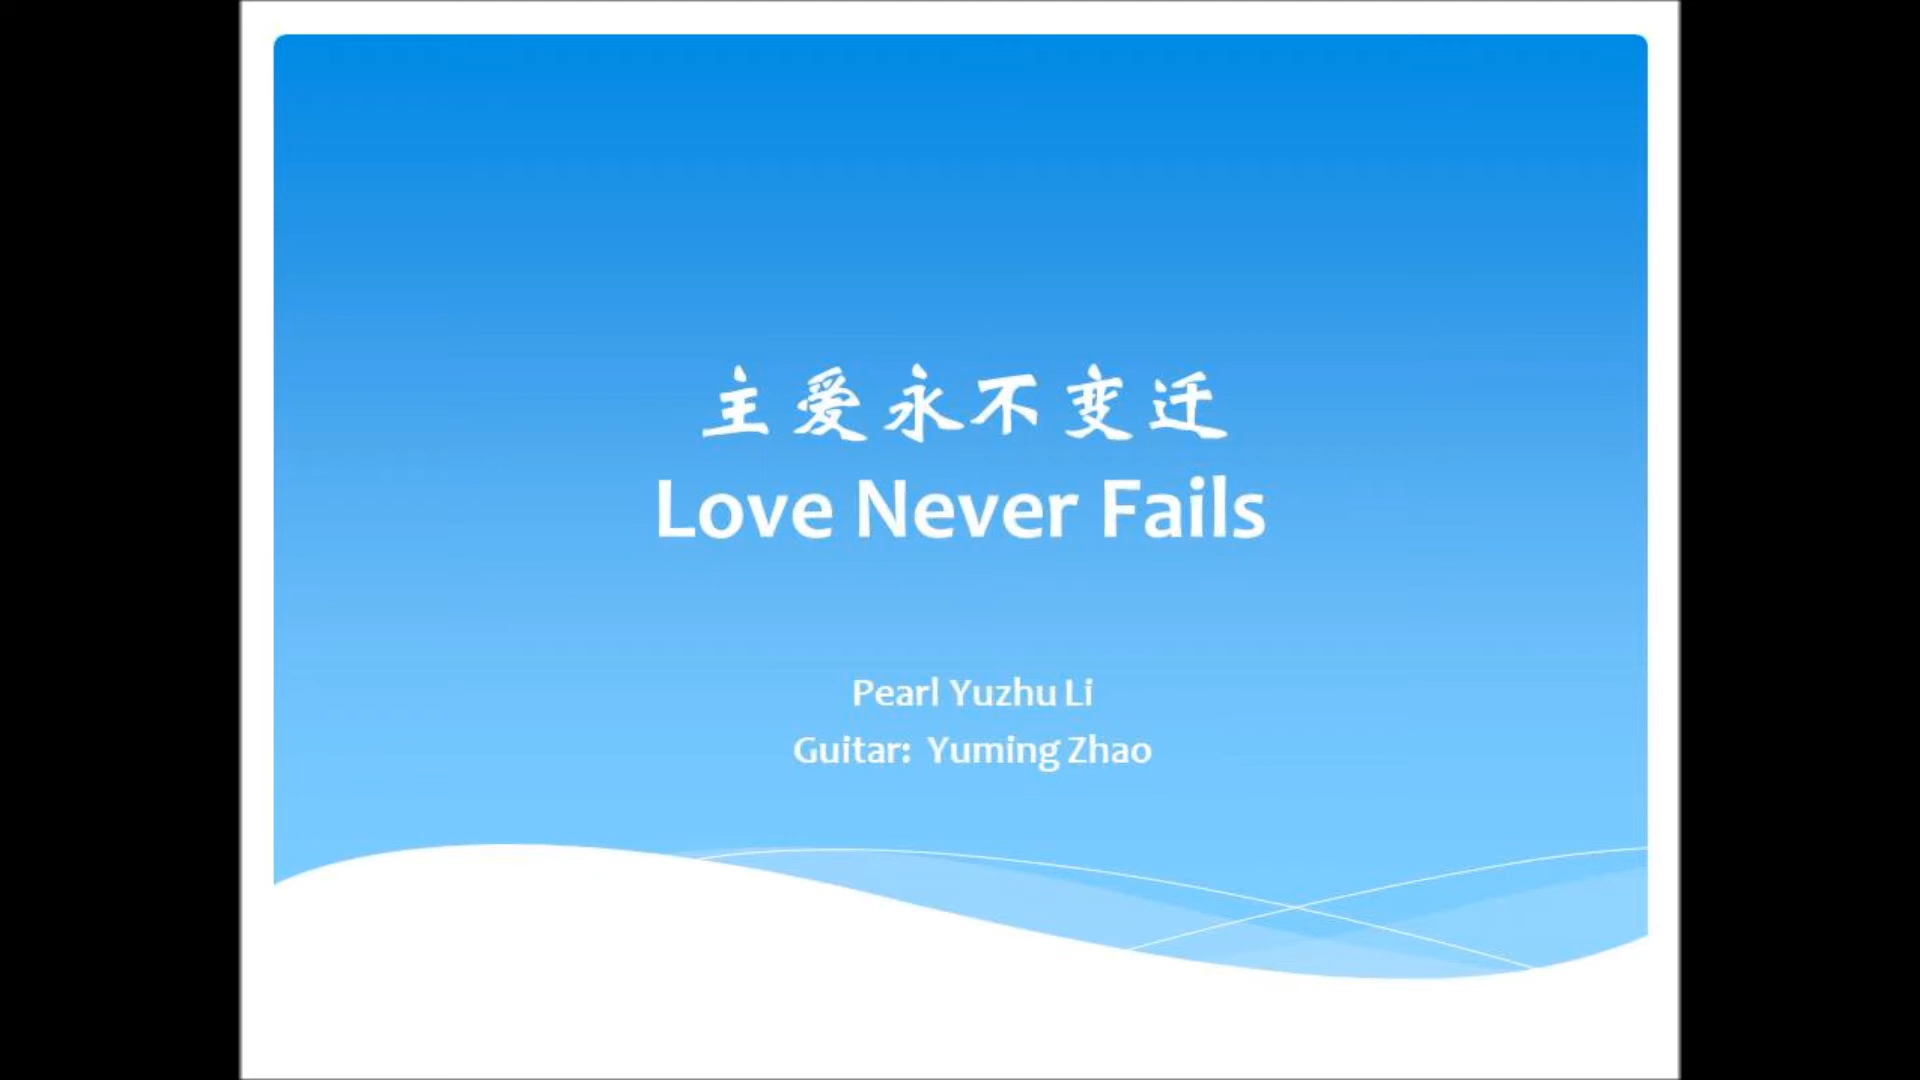 主爱永不变迁
Love Never Fails
Pearl Yuzhu Li
Guitar: Yuming Zhao